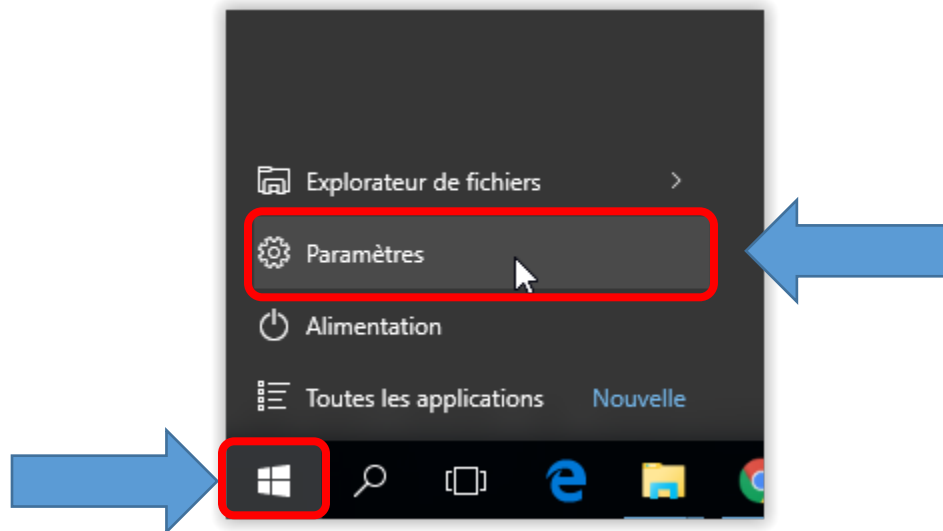 Explorateur de fichiers
Paramètres
Alimentation
Toutes les applications Nouvelle